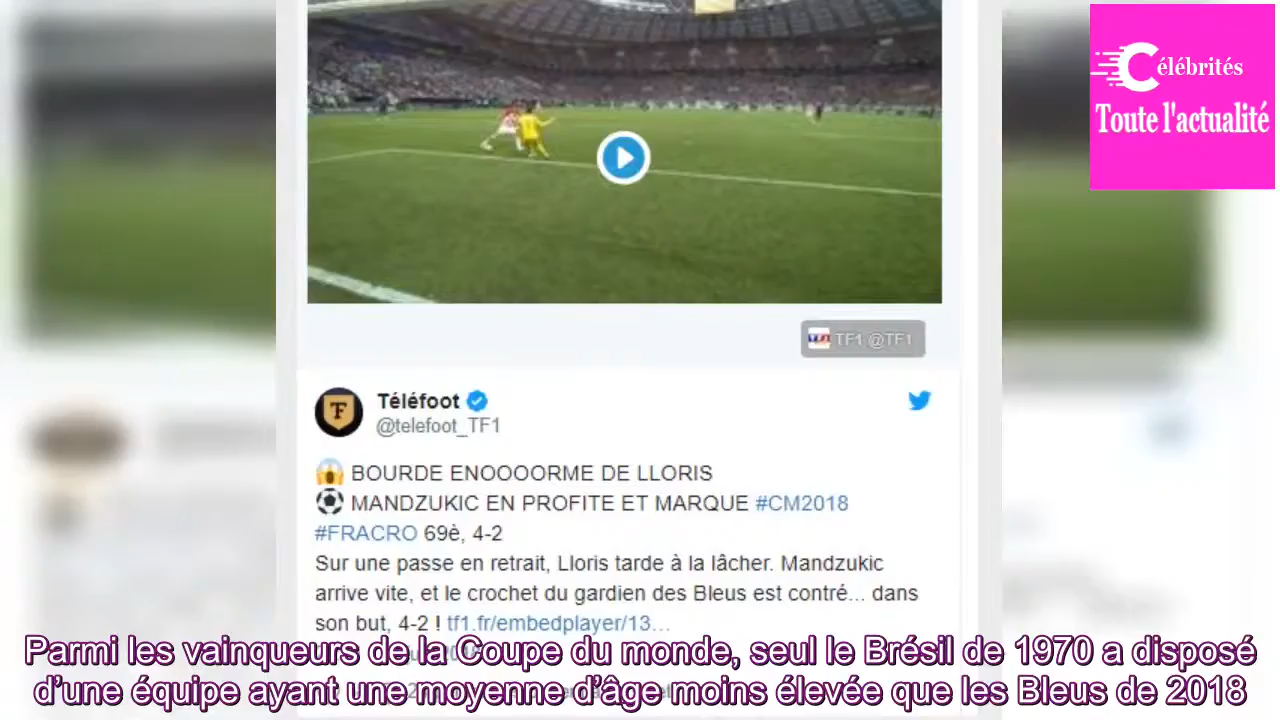 Célébrités
Toute l'actualité
TF1 @TF1
Téléfoot
@telefoot_TF1
😱 BOURDE ENOOOORME DE LLORIS
⚽ MANDZUKIC EN PROFITE ET MARQUE #CM2018
#FRACRO 69è, 4-2
Sur une passe en retrait, Lloris tarde à la lâcher. Mandzukic
arrive vite, et le crochet du gardien des Bleus est contré... dans
son but, 4-2 ! tf1.fr/embedplayer/13...
Parmi les vainqueurs de la Coupe du monde, seul le Brésil de 1970 a disposé
d’une équipe ayant une moyenne d’âge moins élevée que les Bleus de 2018